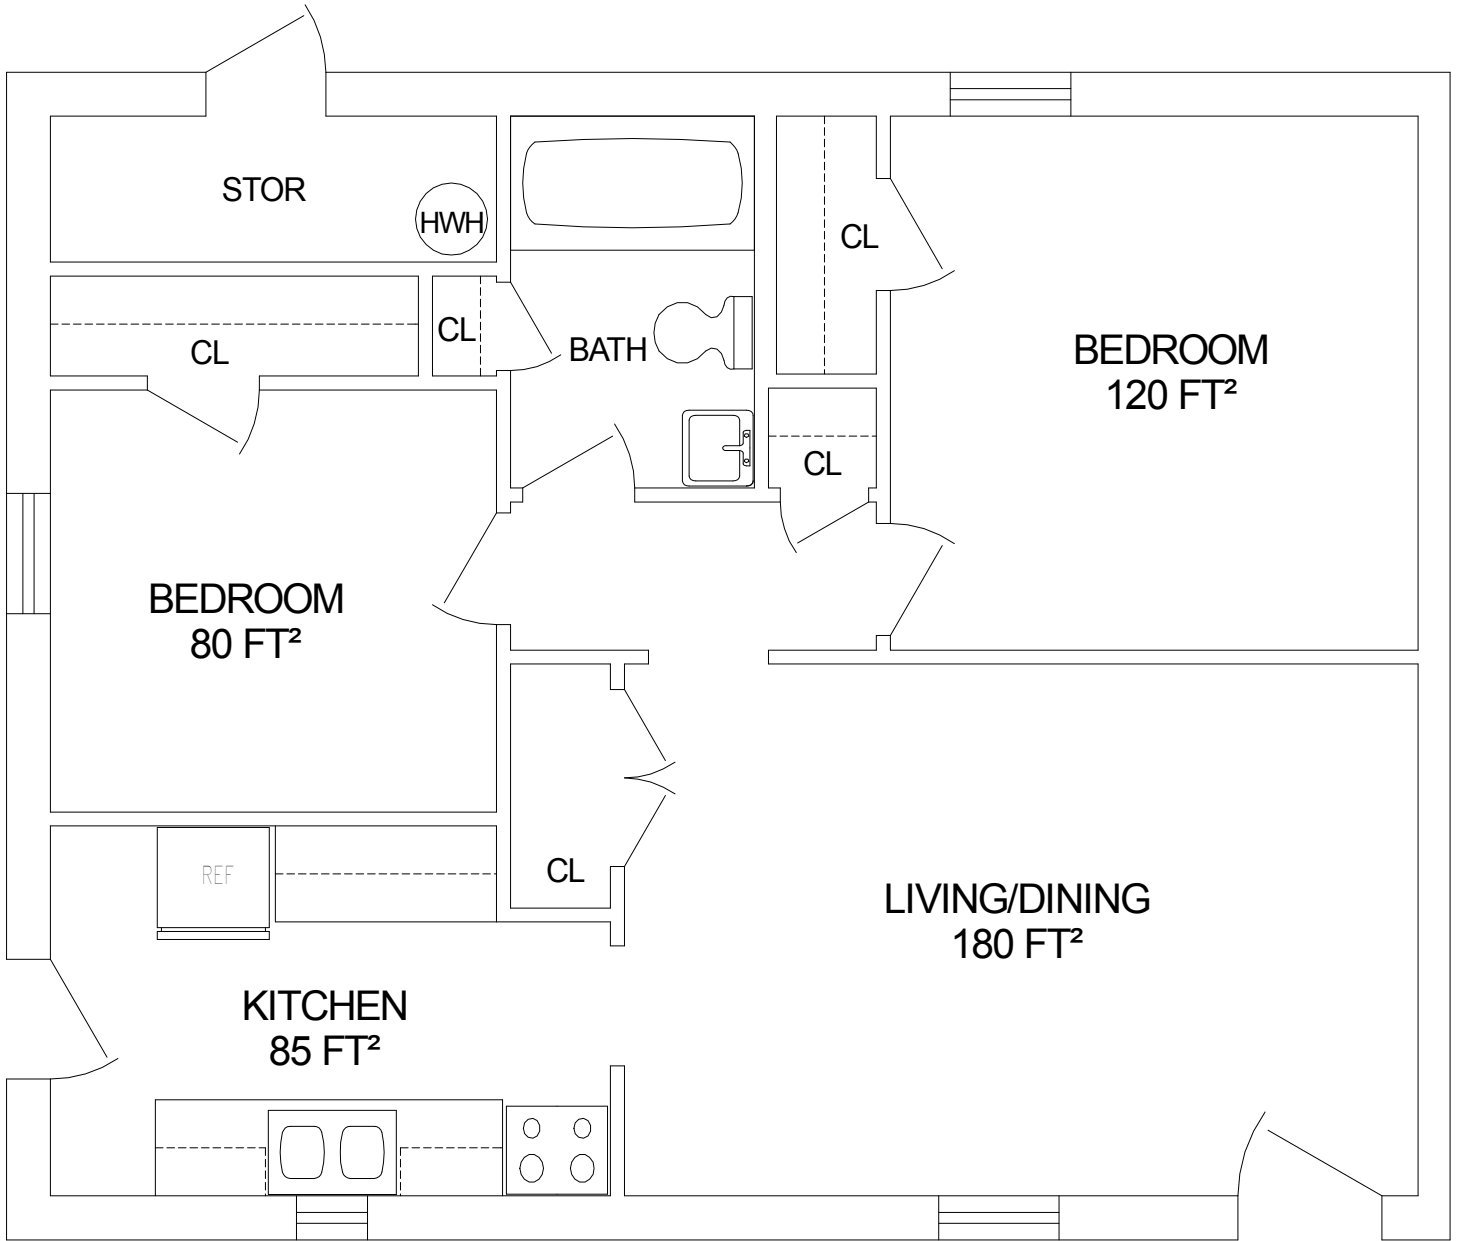 STOR
HWH
CL
CL
CL
BATH
BEDROOM
120 FT²
CL
BEDROOM
80 FT²
CL
REF
LIVING/DINING
180 FT²
KITCHEN
85 FT²